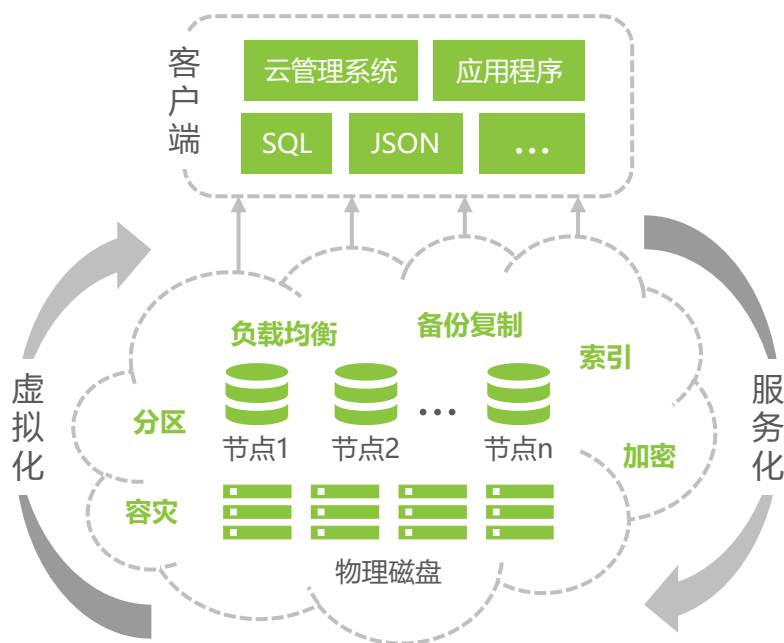 客户端
云管理系统
应用程序
SQL
JSON
...
负载均衡
备份复制
索引
虚拟化
服务化
分区
节点1
节点2
...
节点n
加密
容灾
物理磁盘